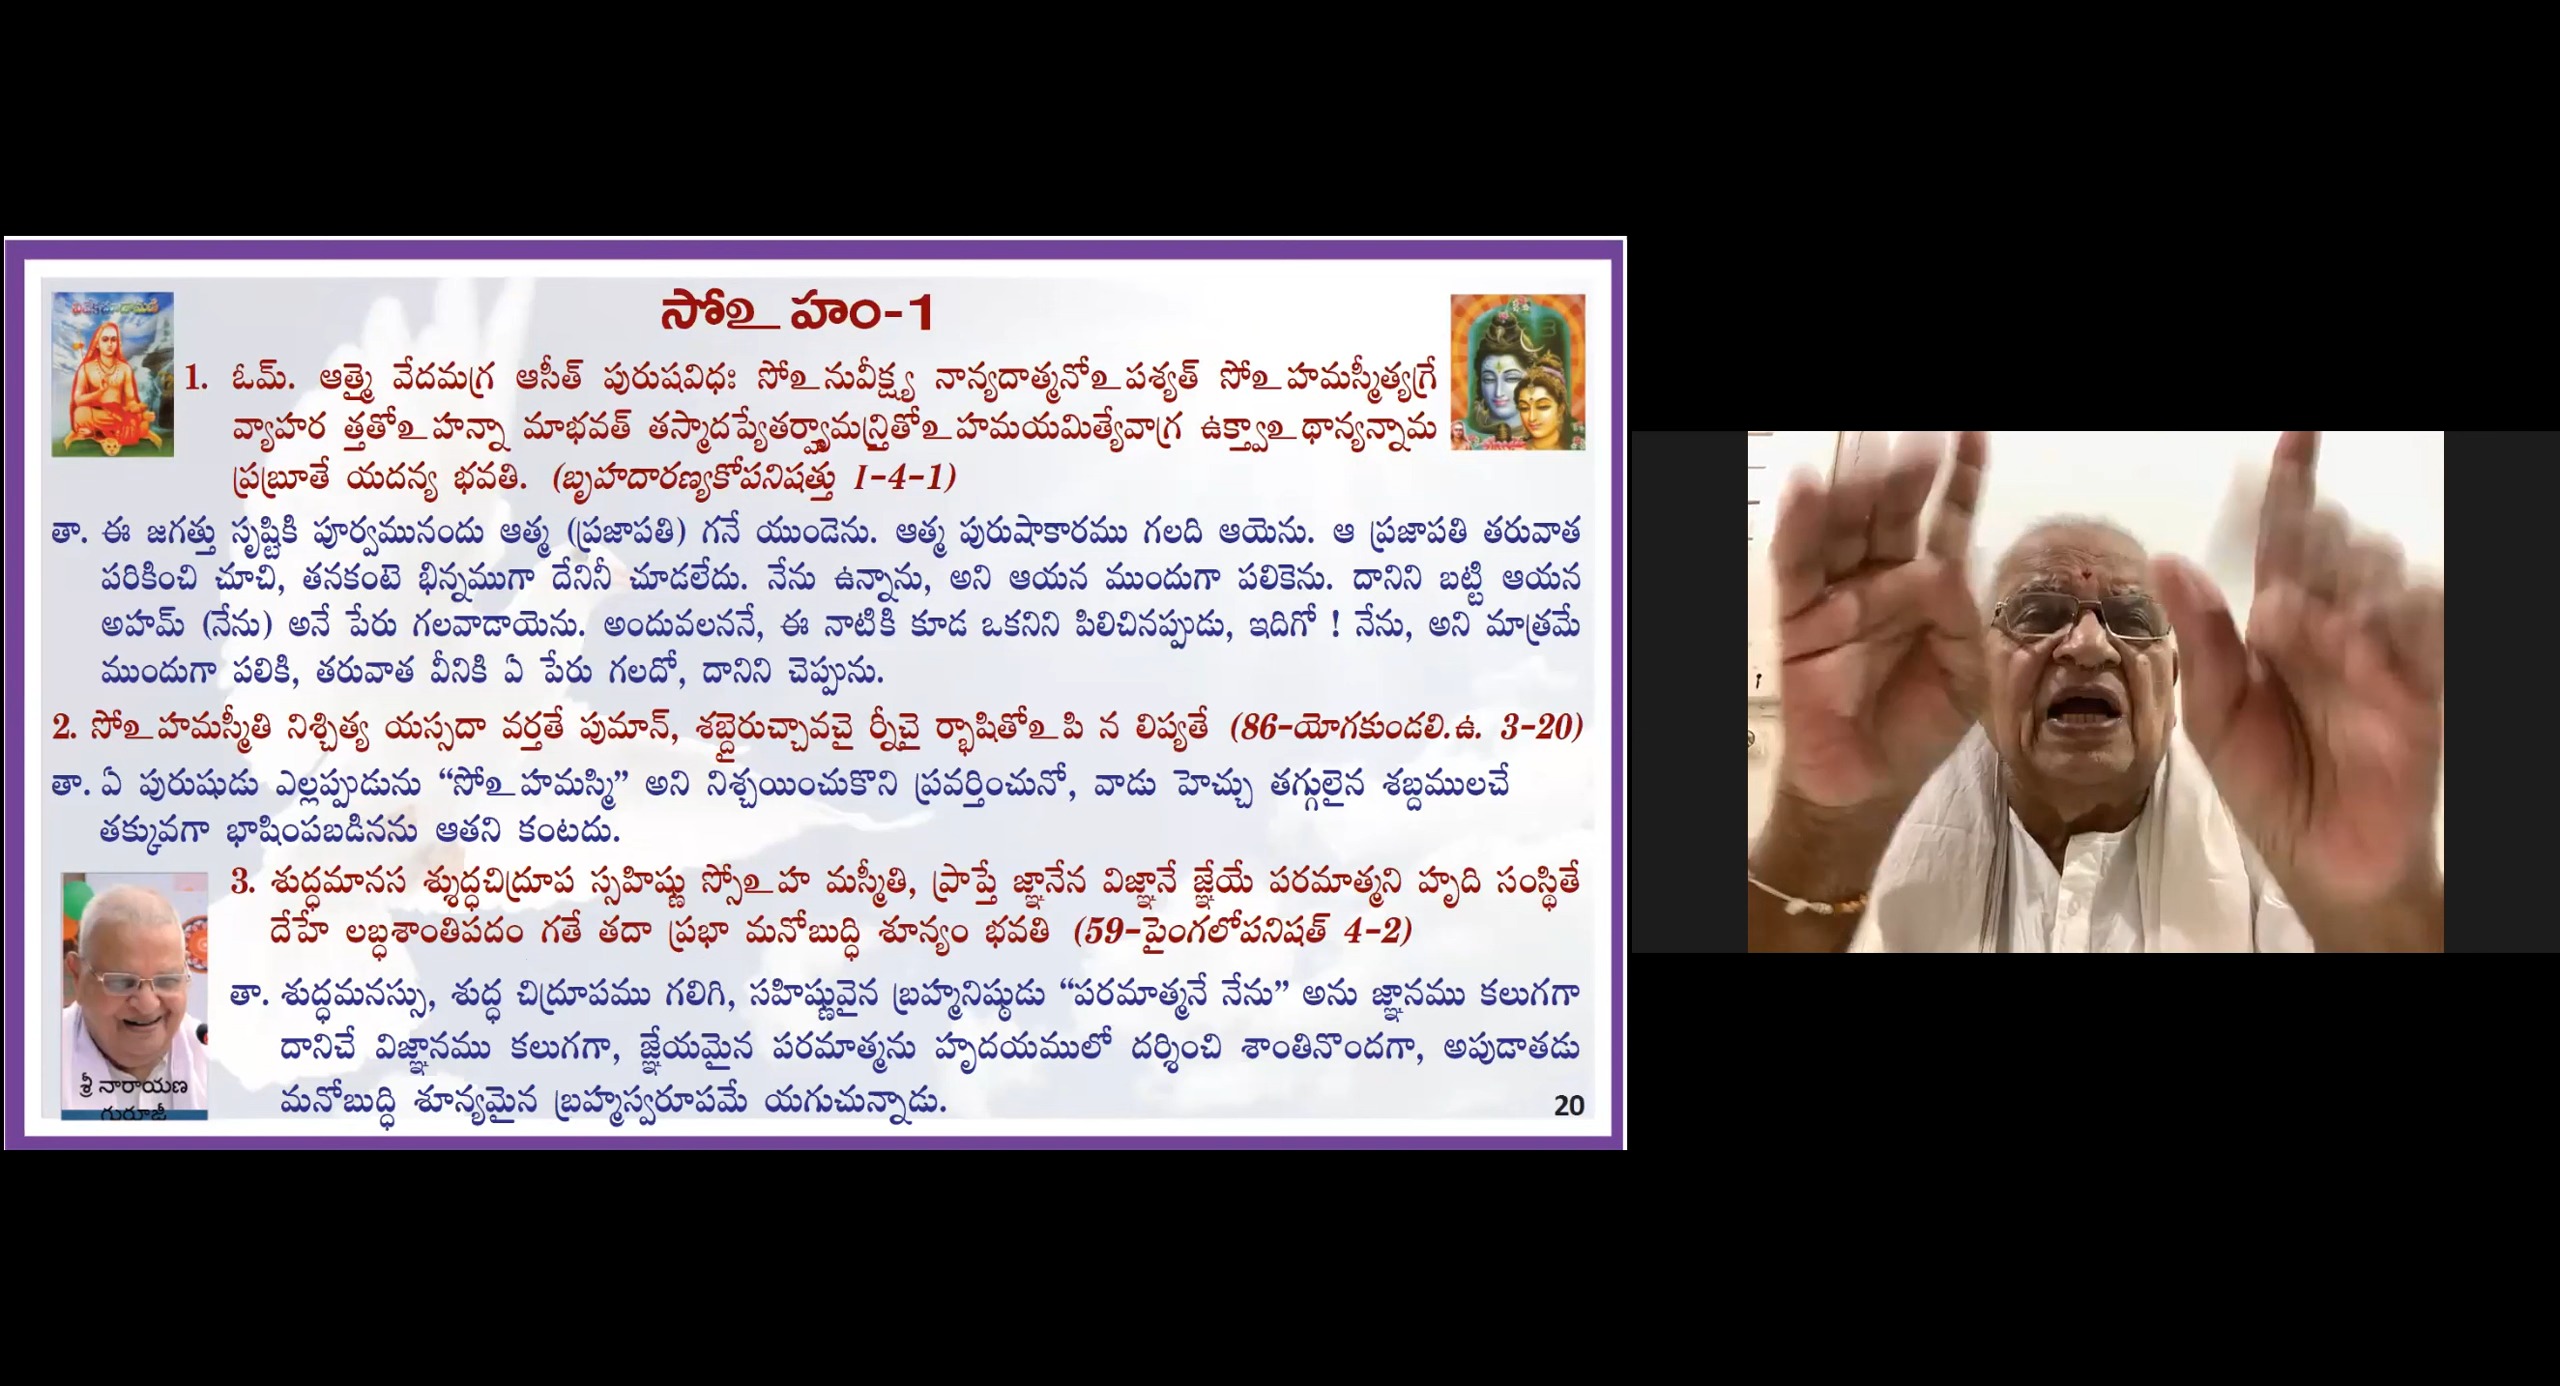 వివేకచూడామణి
సోఽహం-1
1. ఓమ్. ఆత్మై వేదమగ్ర ఆసీత్ పురుషవిధః సోఽనువీక్ష్య నాన్యదాత్మనోఽపశ్యత్ సోఽహమస్మీత్యగ్రే
వ్యాహర త్తతోఽహన్నా మాభవత్ తస్మాదప్యేతర్హ్యామన్త్రితోఽహమయమిత్యేవాగ్ర ఉక్త్వాఽథాన్యన్నామ
ప్రబ్రూతే యదన్య భవతి. (బృహదారణ్యకోపనిషత్తు I-4-1)
తా. ఈ జగత్తు సృష్టికి పూర్వమునందు ఆత్మ (ప్రజాపతి) గనే యుండెను. ఆత్మ పురుషాకారము గలది ఆయెను. ఆ ప్రజాపతి తరువాత
పరికించి చూచి, తనకంటె భిన్నముగా దేనినీ చూడలేదు. నేను ఉన్నాను, అని ఆయన ముందుగా పలికెను. దానిని బట్టి ఆయన
అహమ్ (నేను) అనే పేరు గలవాడాయెను. అందువలననే, ఈ నాటికి కూడ ఒకనిని పిలిచినప్పుడు, ఇదిగో ! నేను, అని మాత్రమే
ముందుగా పలికి, తరువాత వీనికి ఏ పేరు గలదో, దానిని చెప్పును.
2. సోఽహమస్మీతి నిశ్చిత్య యస్సదా వర్తతే పుమాన్, శబ్దైరుచ్చావచై ర్నీచై ర్భాషితోఽపి న లిప్యతే (86-యోగకుండలి.ఉ. 3-20)
తా. ఏ పురుషుడు ఎల్లప్పుడును “సోఽహమస్మి” అని నిశ్చయించుకొని ప్రవర్తించునో, వాడు హెచ్చు తగ్గులైన శబ్దములచే
తక్కువగా భాషింపబడినను ఆతని కంటదు.
3. శుద్ధమానస శ్శుద్ధచిద్రూప స్సహిష్ణు స్సోఽహ మస్మీతి, ప్రాప్తే జ్ఞానేన విజ్ఞానే జ్ఞేయే పరమాత్మని హృది సంస్థితే
దేహే లబ్ధశాంతిపదం గతే తదా ప్రభా మనోబుద్ధి శూన్యం భవతి (59-పైంగలోపనిషత్ 4-2)
తా. శుద్ధమనస్సు, శుద్ధ చిద్రూపము గలిగి, సహిష్ణువైన బ్రహ్మనిష్ఠుడు “పరమాత్మనే నేను” అను జ్ఞానము కలుగగా
దానిచే విజ్ఞానము కలుగగా, జ్ఞేయమైన పరమాత్మను హృదయములో దర్శించి శాంతినొందగా, అపుడాతడు
మనోబుద్ధి శూన్యమైన బ్రహ్మస్వరూపమే యగుచున్నాడు.
శ్రీ నారాయణ
గురూజీ
20